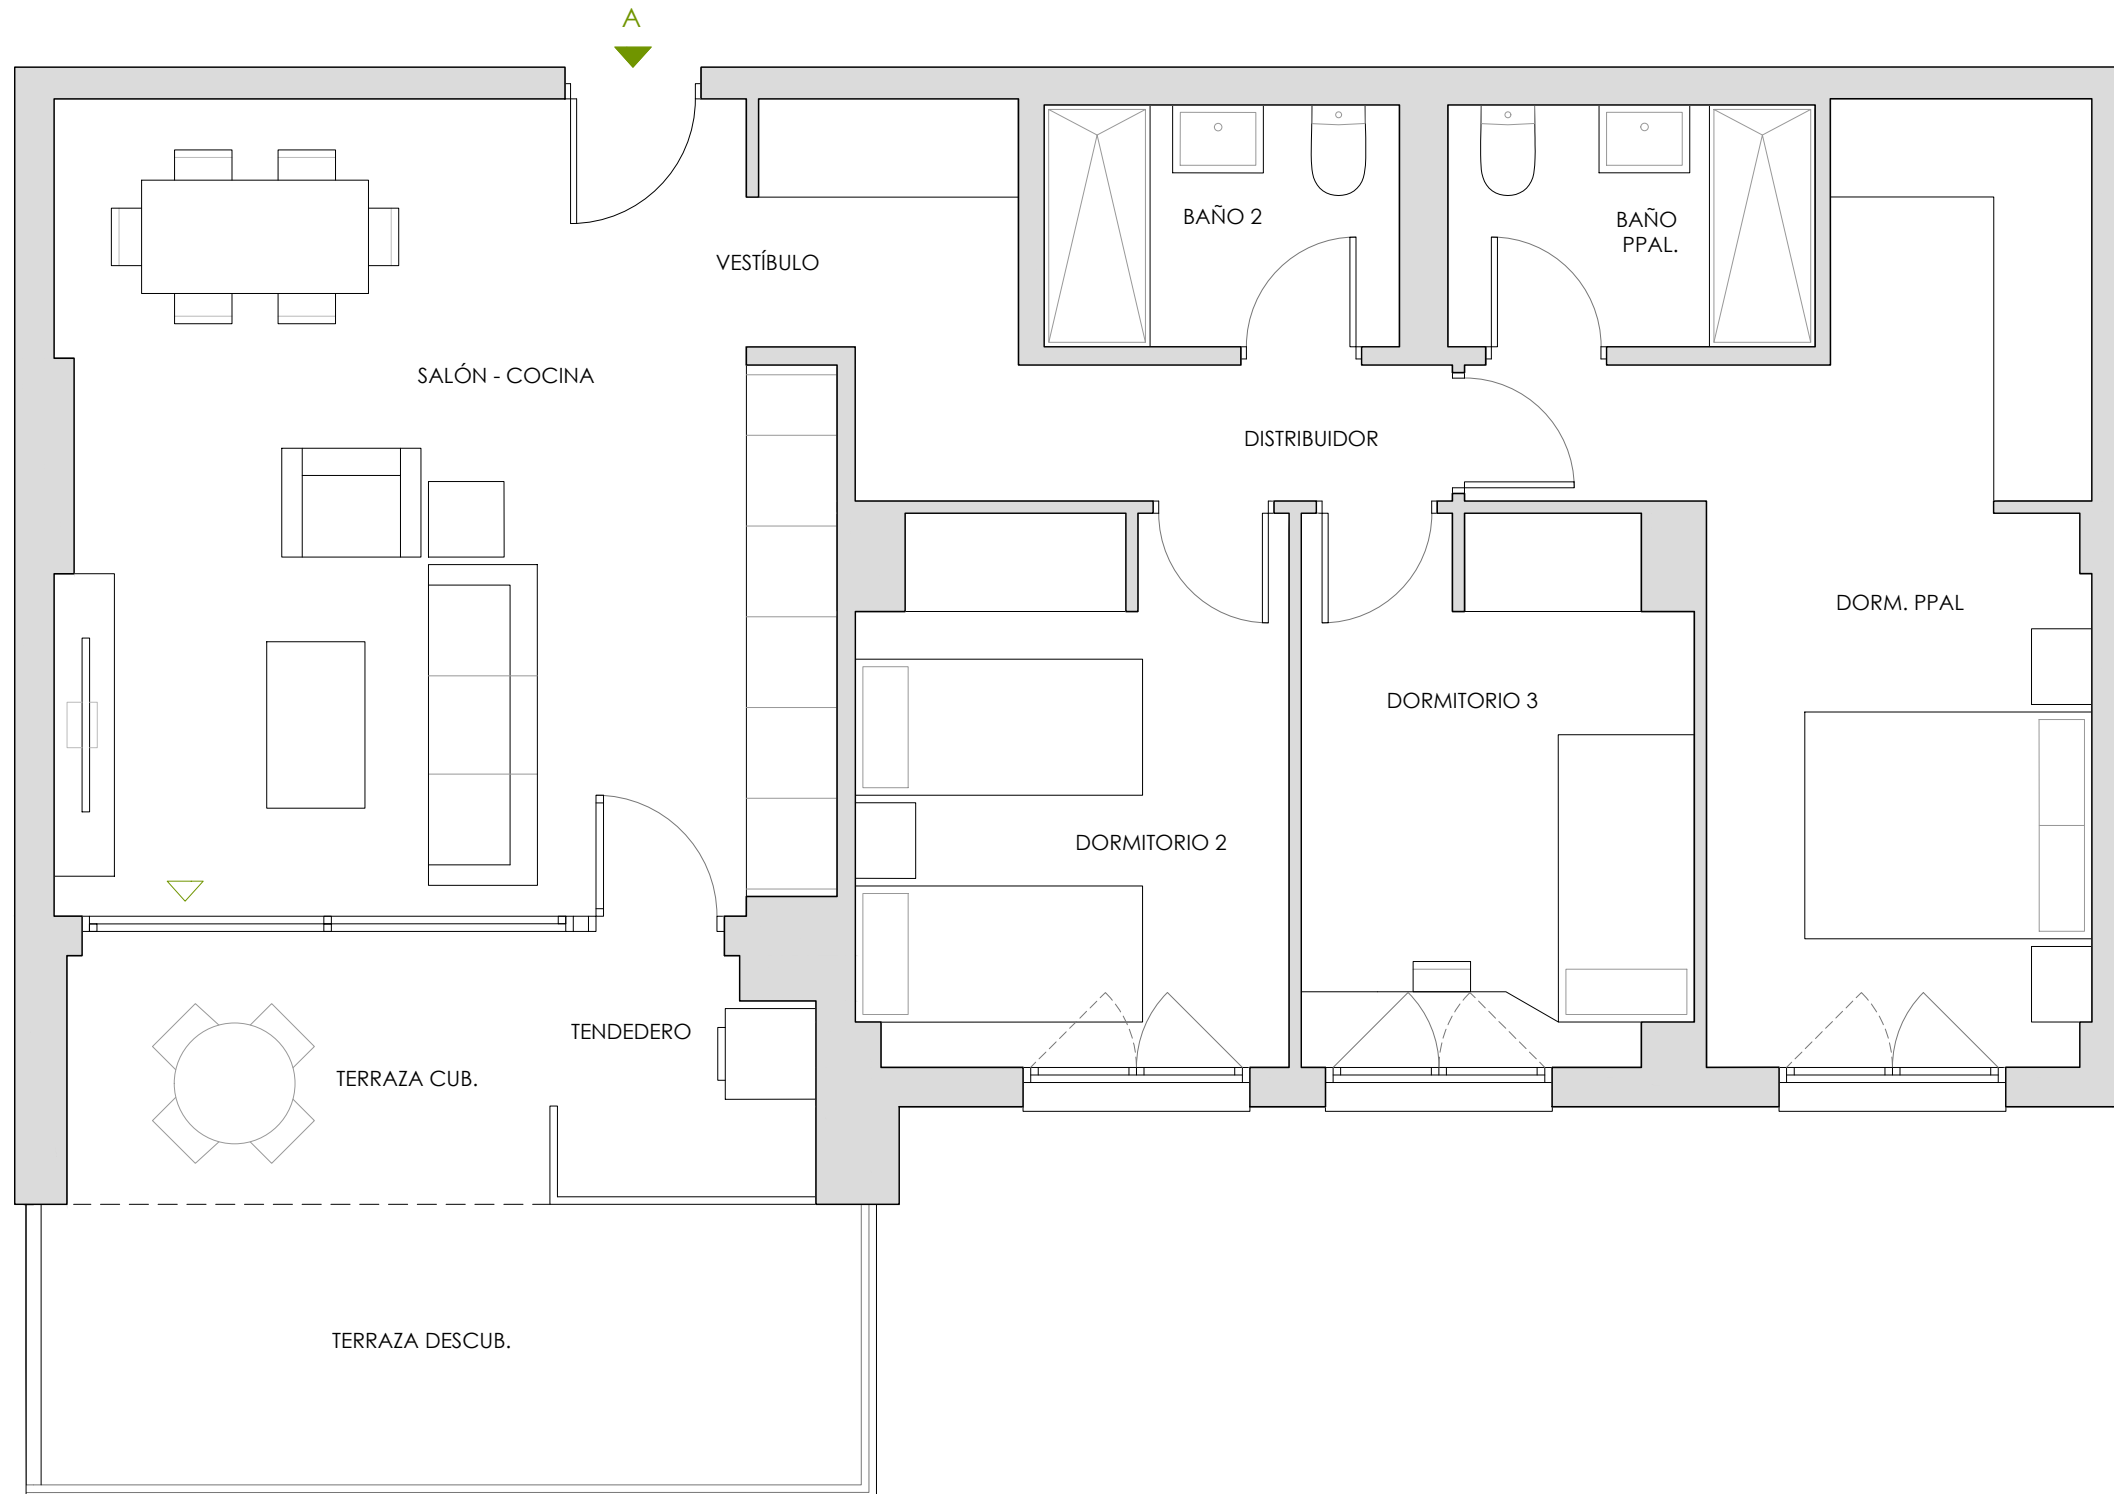 A
BAÑO 2
BAÑO
PPAL.
VESTÍBULO
SALÓN - COCINA
DISTRIBUIDOR
DORM. PPAL
DORMITORIO 3
DORMITORIO 2
TENDEDERO
TERRAZA CUB.
TERRAZA DESCUB.